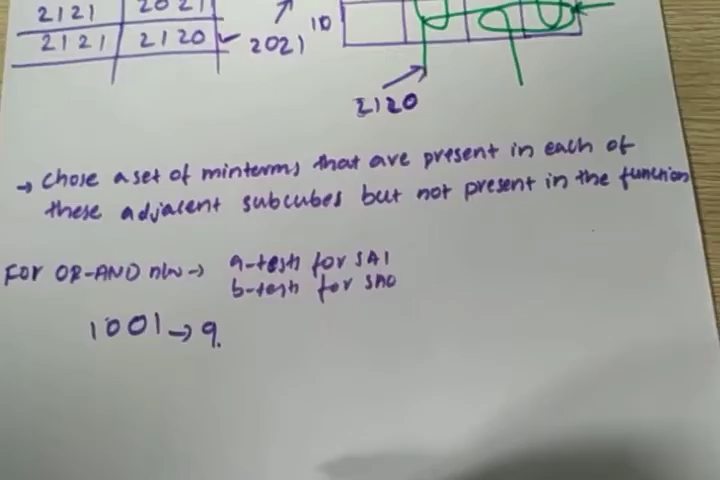 2121 2021
2121 2120 ✓ 2021 10
2120
→ chose a set of minterms that are present in each of
these adjacent subcubes but not present in the function
FOR OR-AND n/w → a-tests for SA1
b-tests for SA0
1001 → 9.